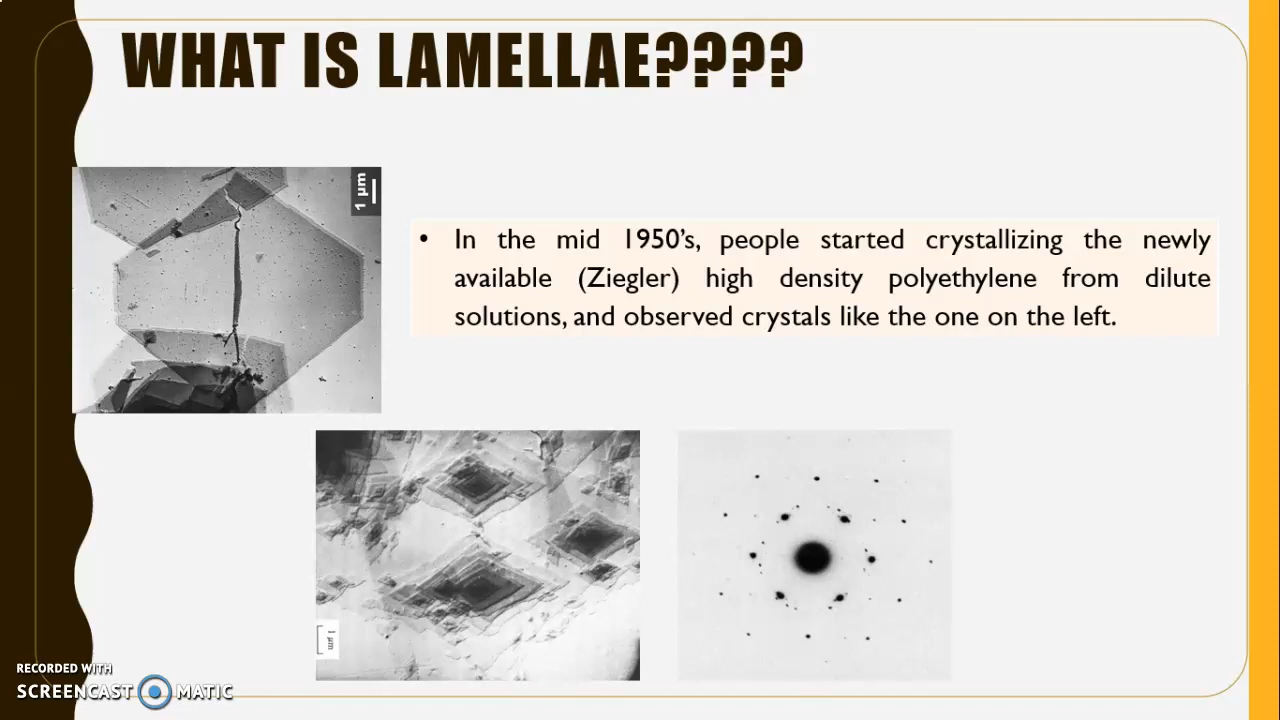 WHAT IS LAMELLAE????
1 µm
• In the mid 1950's, people started crystallizing the newly
available (Ziegler) high density polyethylene from dilute
solutions, and observed crystals like the one on the left.
1 µm
RECORDED WITH
SCREENCAST MATIC